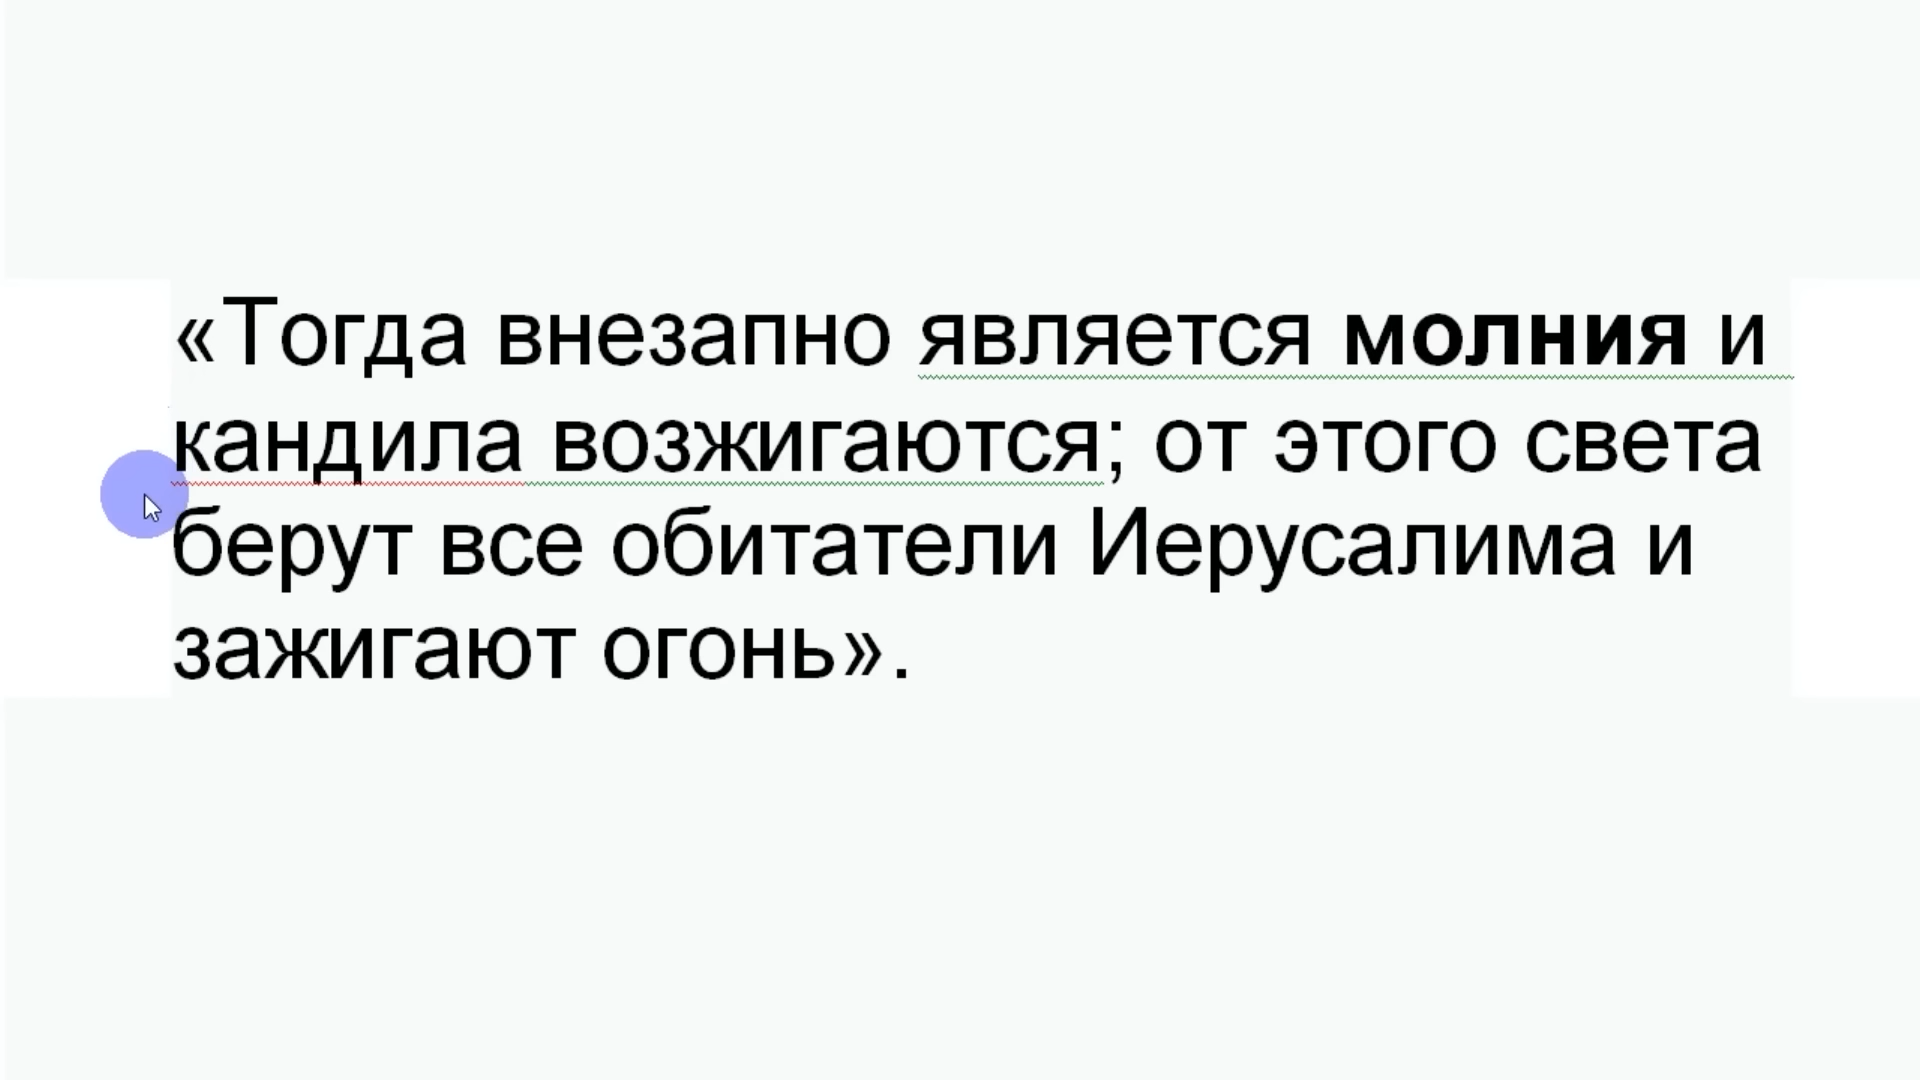 «Тогда внезапно является молния и
кандила возжигаются; от этого света
берут все обитатели Иерусалима и
зажигают огонь».